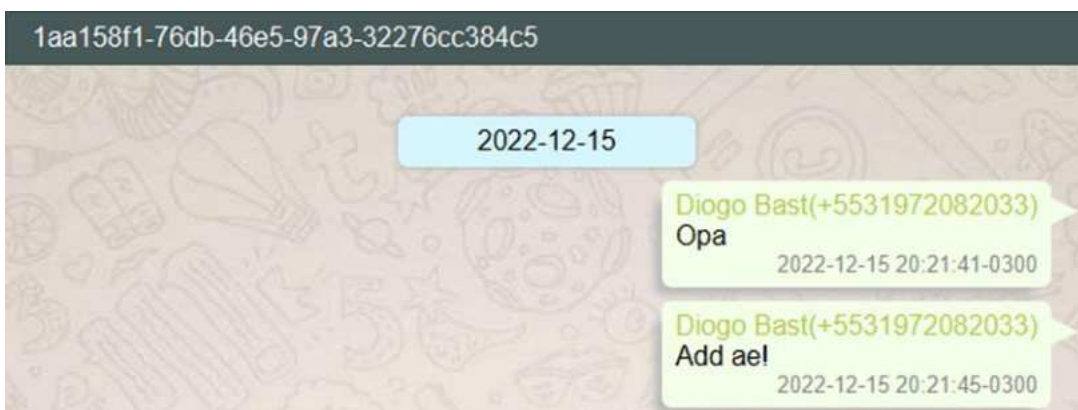 1aa158f1-76db-46e5-97a3-32276cc384c5
2022-12-15
Diogo Bast(+5531972082033)
Opa
2022-12-15 20:21:41-0300
Diogo Bast(+5531972082033)
Add ae!
2022-12-15 20:21:45-0300